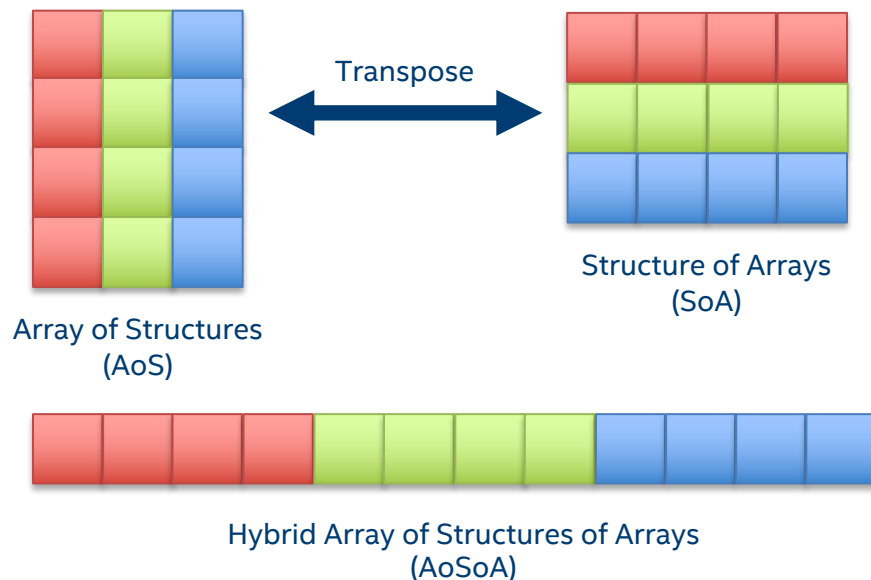 Transpose
Structure of Arrays
(SoA)
Array of Structures
(AoS)
Hybrid Array of Structures of Arrays
(AoSoA)